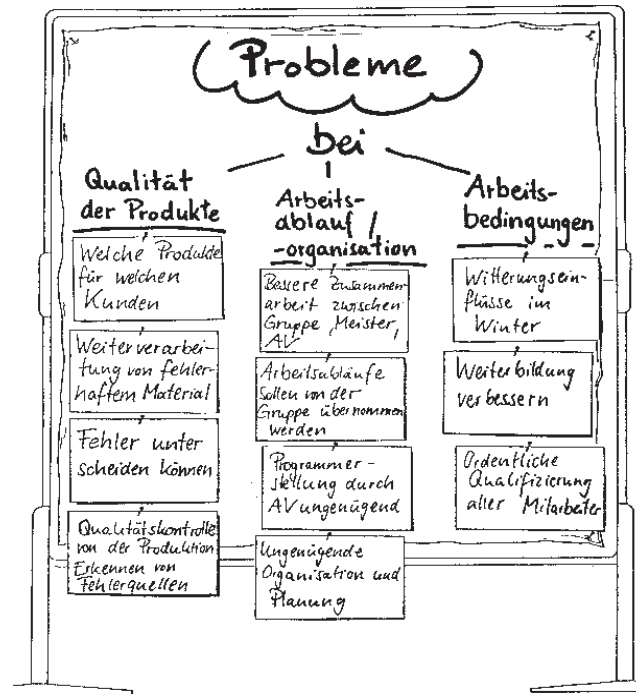 Probleme
bei
Qualität
der Produkte
Welche Produkte
für welchen
Kunden
Weiterverarbei-
tung von fehler-
haftem Material
Fehler unter
scheiden können
Qualitätskontrolle
von der Produktion
Erkennen von
Fehlerquellen
Arbeits-
ablauf /
-organisation
Bessere Zusammen
arbeit zwischen
Gruppe, Meister,
AV
Arbeitsabläufe
sollen von der
Gruppe übernommen
werden
Programmer-
stellung durch
AV ungenügend
Ungenügende
Organisation und
Planung
Arbeits-
bedingungen
Witterungsein-
flüsse im
Winter
Weiterbildung
verbessern
Ordentliche
Qualifizierung
aller Mitarbeiter